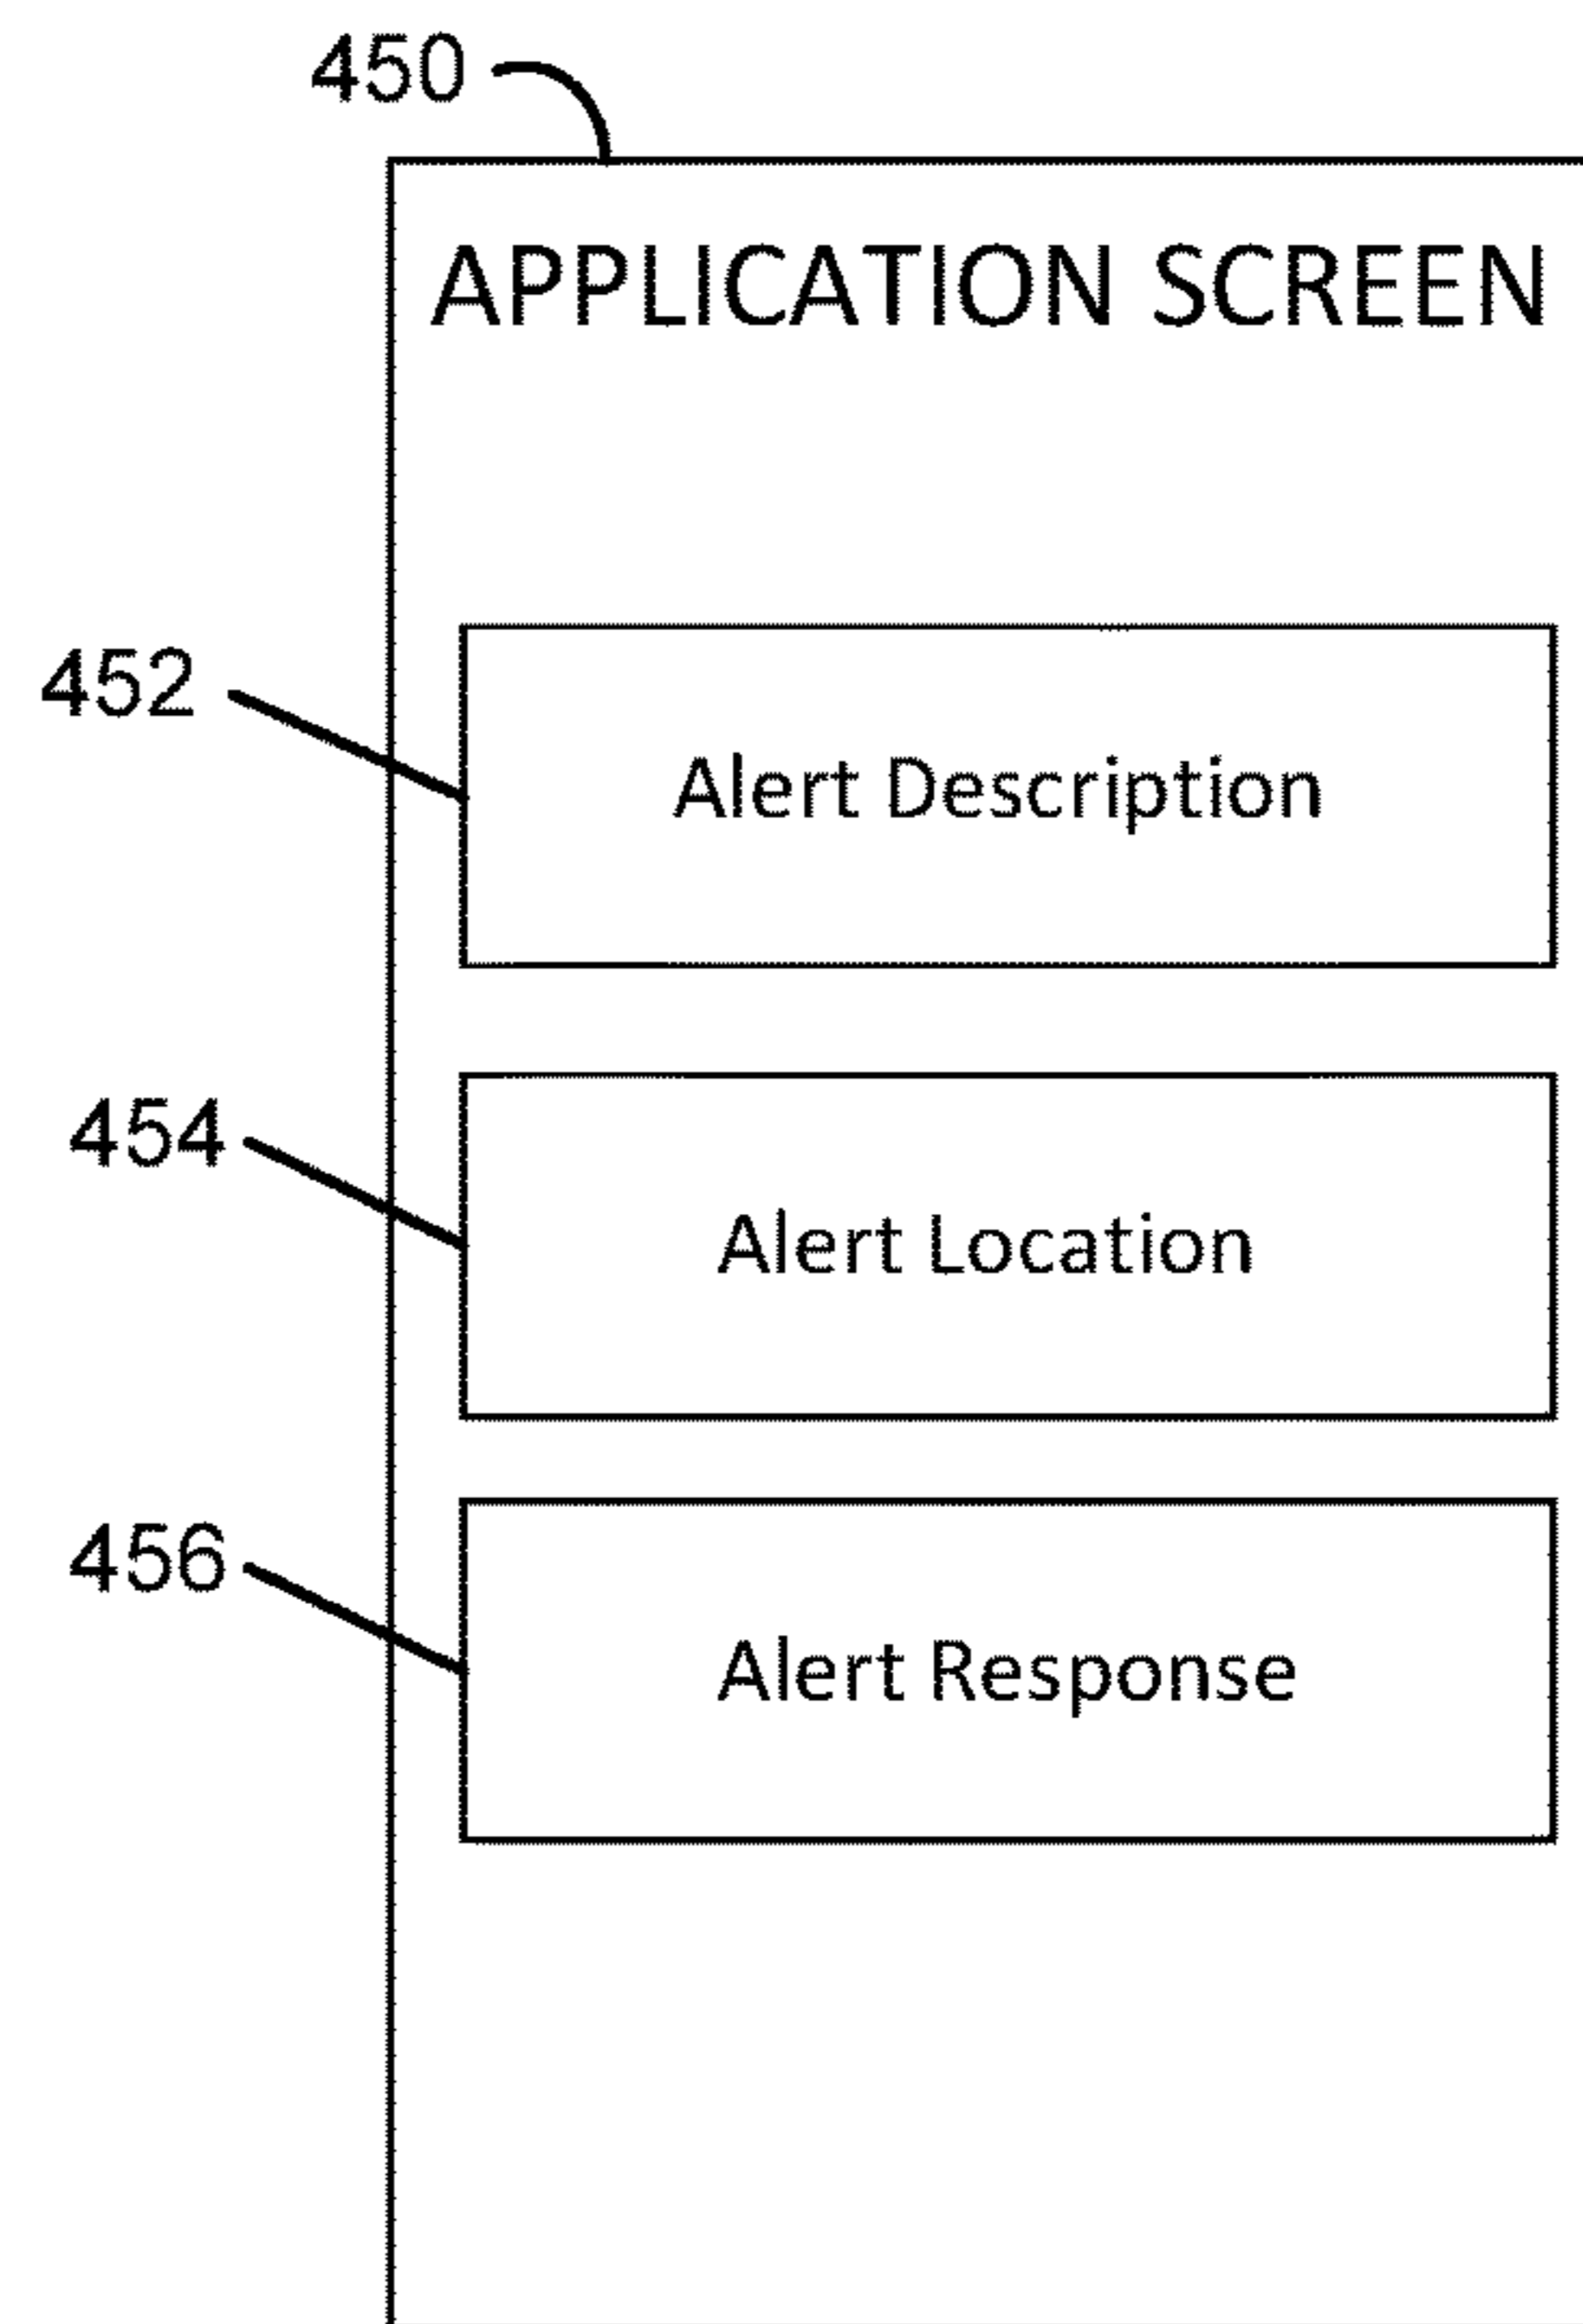 450
APPLICATION SCREEN
452
Alert Description
454
Alert Location
456
Alert Response